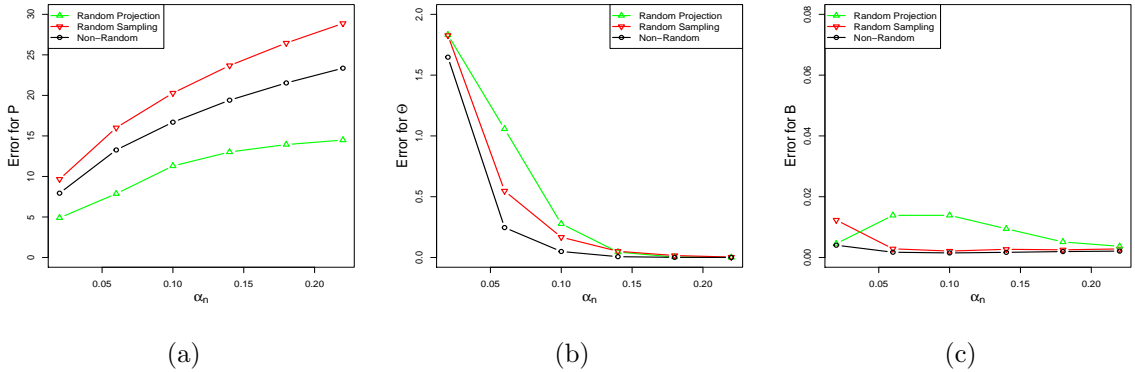 Random Projection
Random Sampling
Non−Random
Error for P
0
5
10
15
20
25
30
0.05
0.10
0.15
0.20
αn
(a)
Random Projection
Random Sampling
Non−Random
Error for Θ
0.0
0.5
1.0
1.5
2.0
0.05
0.10
0.15
0.20
αn
(b)
Random Projection
Random Sampling
Non−Random
Error for B
0.00
0.02
0.04
0.06
0.08
0.05
0.10
0.15
0.20
αn
(c)